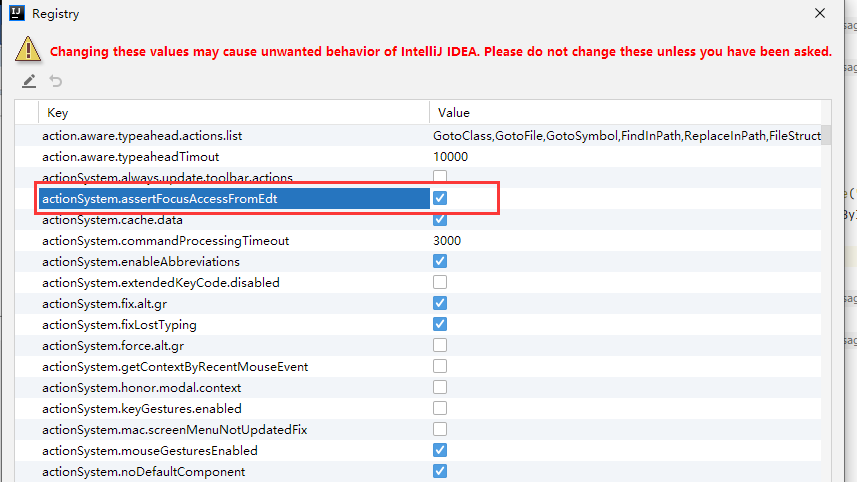 IJ Registry
Changing these values may cause unwanted behavior of IntelliJ IDEA. Please do not change these unless you have been asked.
Key Value
action.aware.typeahead.actions.list GotoClass,GotoFile,GotoSymbol,FindInPath,ReplaceInPath,FileStruct
action.aware.typeaheadTimout 10000
actionSystem.always.update.toolbar.actions
actionSystem.assertFocusAccessFromEdt
actionSystem.cache.data
actionSystem.commandProcessingTimeout 3000
actionSystem.enableAbbreviations
actionSystem.extendedKeyCode.disabled
actionSystem.fix.alt.gr
actionSystem.fixLostTyping
actionSystem.force.alt.gr
actionSystem.getContextByRecentMouseEvent
actionSystem.honor.modal.context
actionSystem.keyGestures.enabled
actionSystem.mac.screenMenuNotUpdatedFix
actionSystem.mouseGesturesEnabled
actionSystem.noDefaultComponent